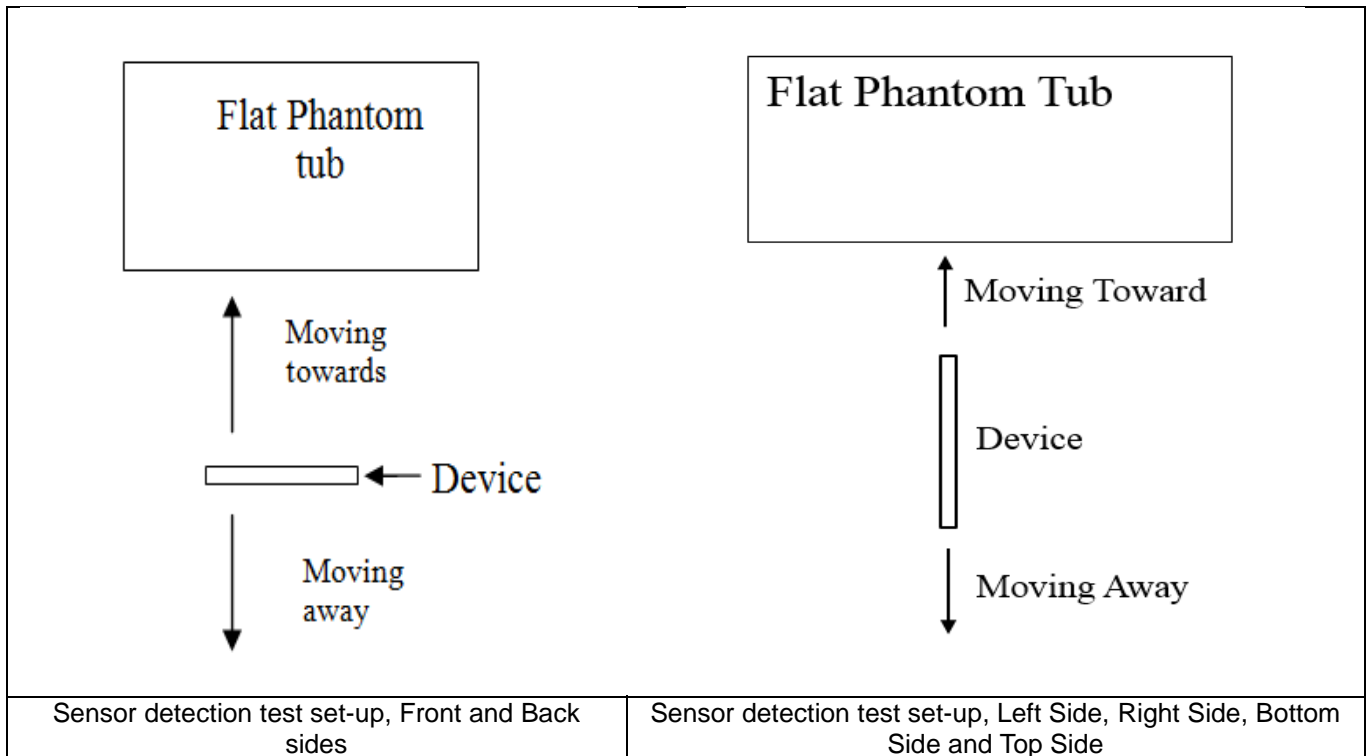 Flat Phantom
tub
Moving
towards
Device
Moving
away
Flat Phantom Tub
Moving Toward
Device
Moving Away
Sensor detection test set-up, Front and Back
sides
Sensor detection test set-up, Left Side, Right Side, Bottom
Side and Top Side